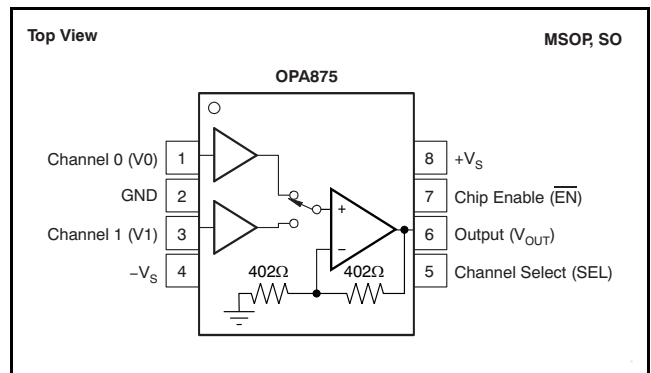 Top View
MSOP, SO
OPA875
Channel 0 (V0) 1
GND 2
Channel 1 (V1) 3
−VS 4
8 +VS
7 Chip Enable (EN)
6 Output (VOUT)
5 Channel Select (SEL)
+
−
402Ω 402Ω